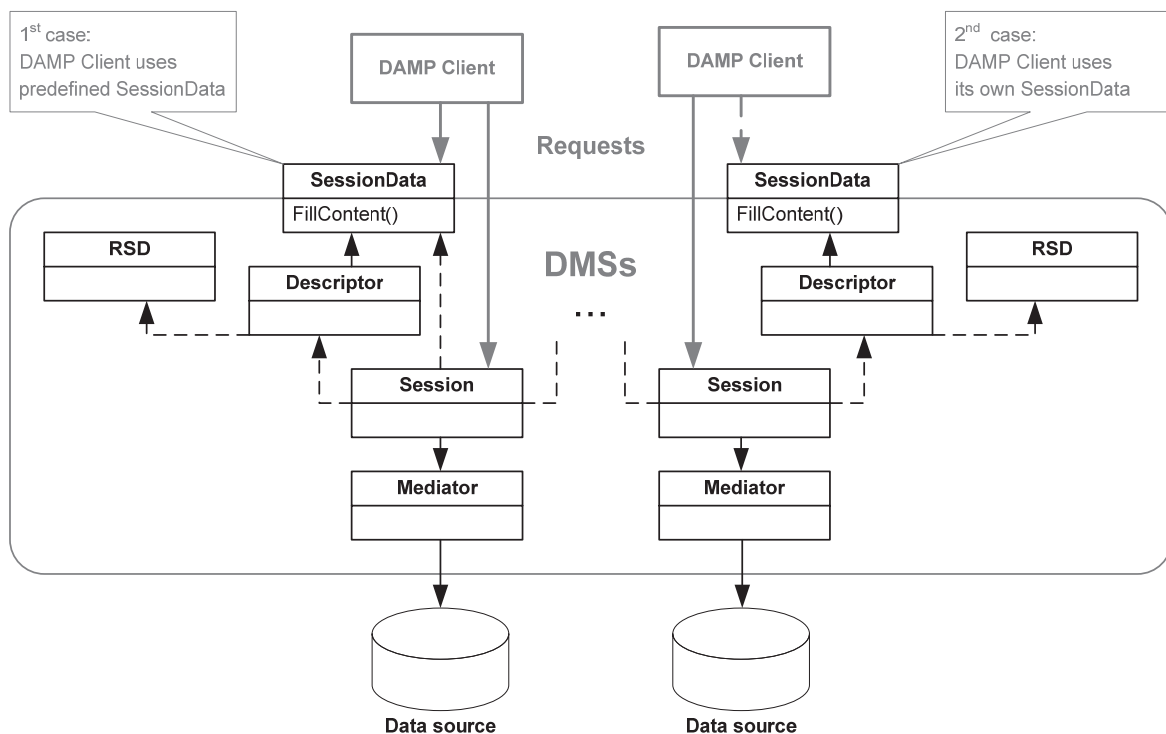 1st case:
DAMP Client uses
predefined SessionData
DAMP Client
DAMP Client
2nd case:
DAMP Client uses
its own SessionData
Requests
SessionData
FillContent()
SessionData
FillContent()
RSD
Descriptor
DMSs
...
Descriptor
RSD
Session
Session
Mediator
Mediator
Data source
Data source